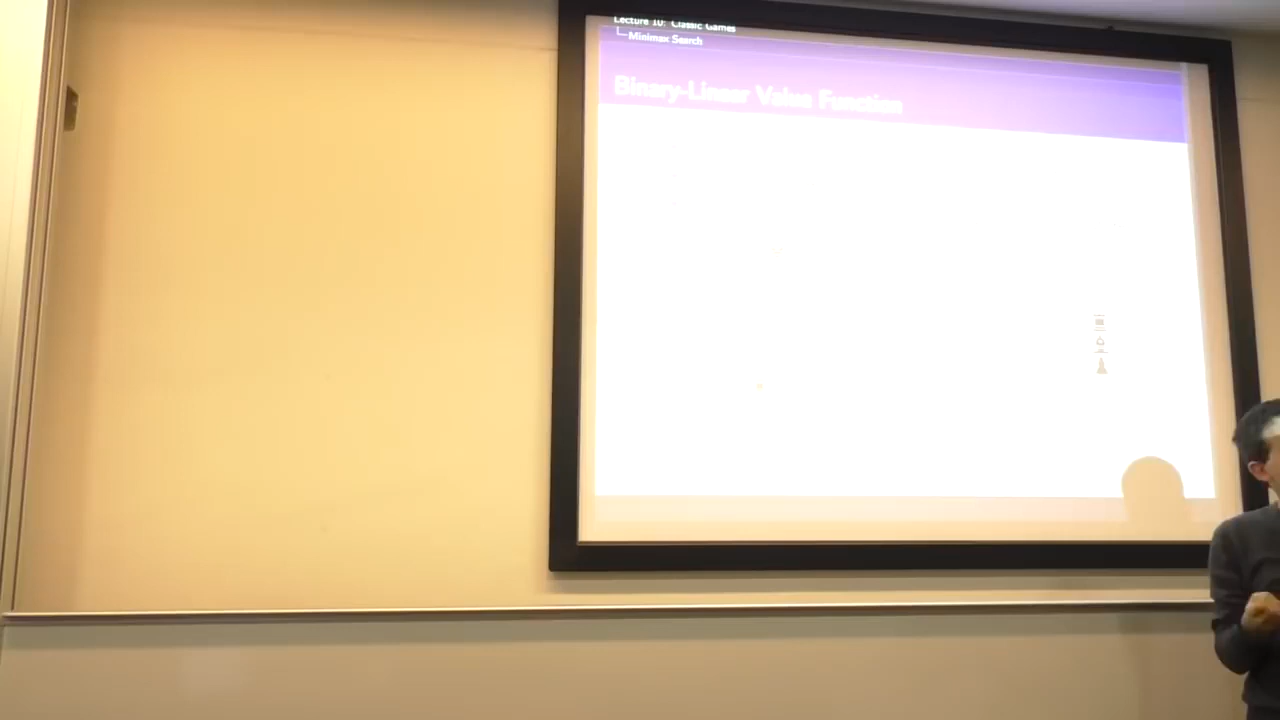 Lecture 10: Classic Games
Minimax Search
Binary-Linear Value Function